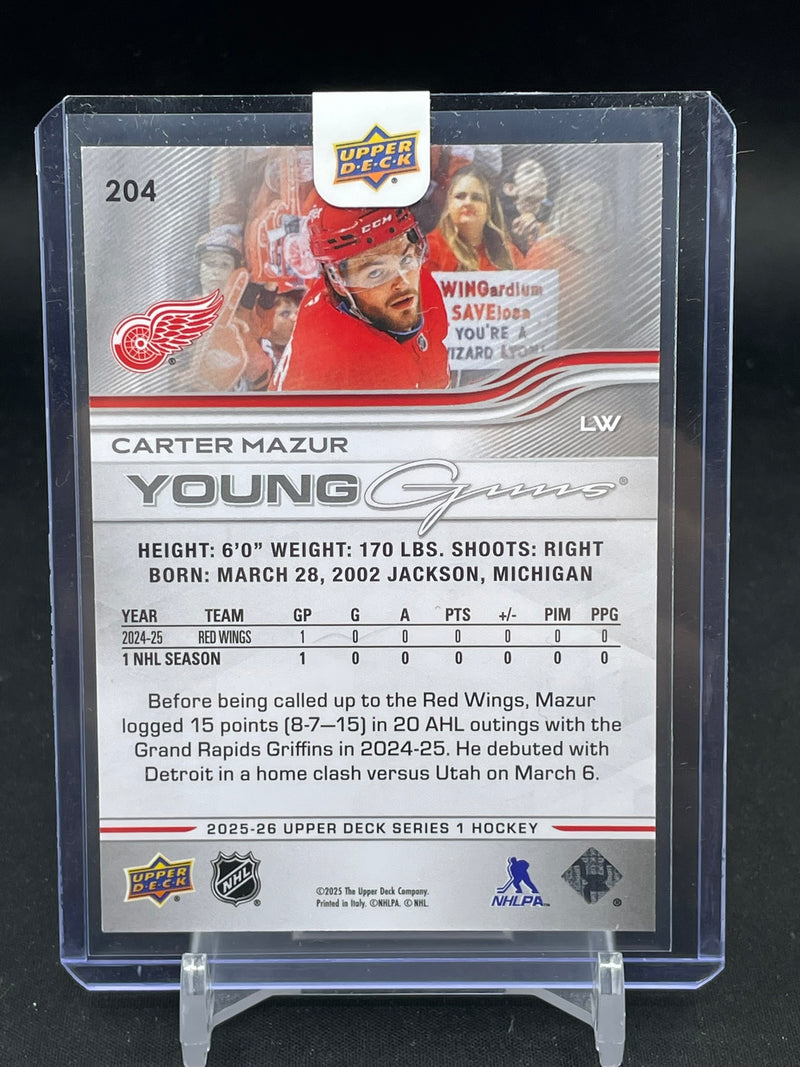 UPPER
D.E.C.K.
204
CCM
WINGardium
SAVEiosa
YOU'RE A
IZARD LYON
LW
CARTER MAZUR
YOUNG Guns®
HEIGHT: 6'0" WEIGHT: 170 LBS. SHOOTS: RIGHT
BORN: MARCH 28, 2002 JACKSON, MICHIGAN
YEAR TEAM GP G A PTS +/- PIM PPG
2024-25 RED WINGS 1 0 0 0 0 0 0
1 NHL SEASON 1 0 0 0 0 0 0
Before being called up to the Red Wings, Mazur
logged 15 points (8-7—15) in 20 AHL outings with the
Grand Rapids Griffins in 2024-25. He debuted with
Detroit in a home clash versus Utah on March 6.
2025-26 UPPER DECK SERIES 1 HOCKEY
UPPER
D.E.C.K.
NHL
©2025 The Upper Deck Company.
Printed in Italy. ©NHLPA. © NHL.
NHLPA